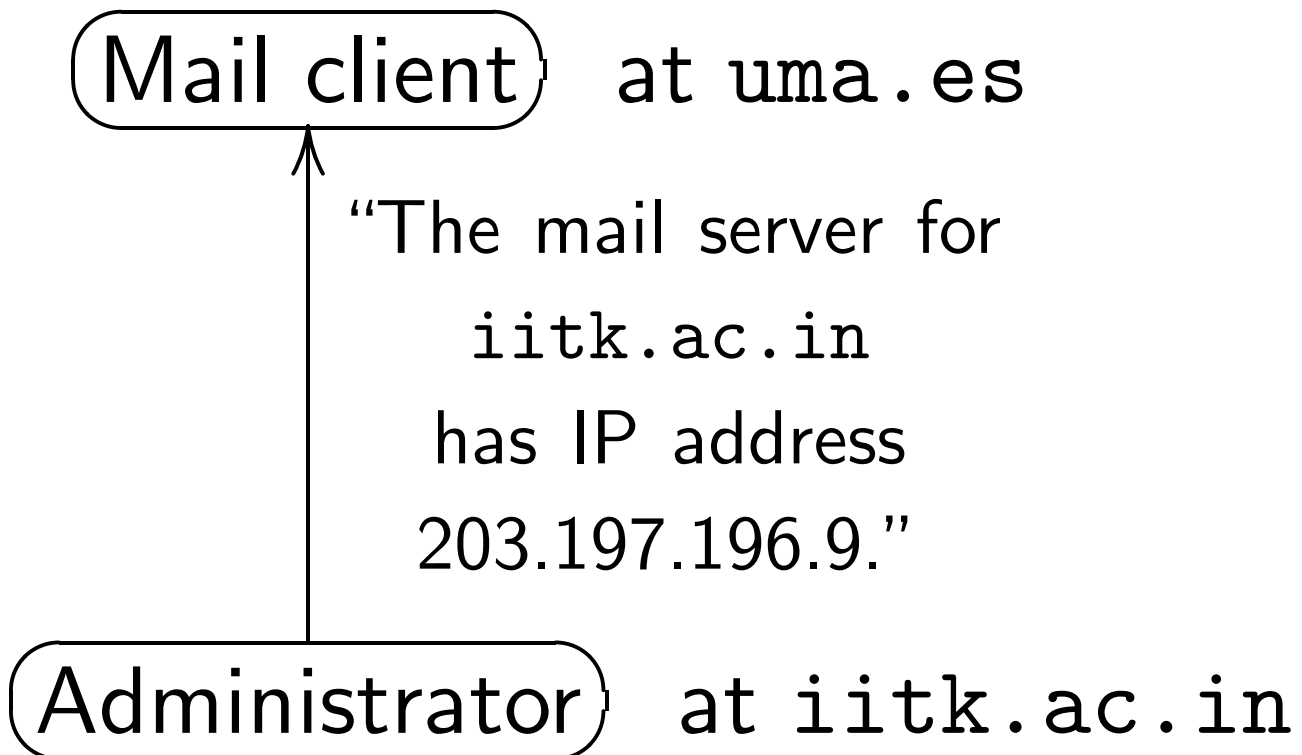 Mail client at uma.es
“The mail server for
iitk.ac.in
has IP address
203.197.196.9.”
Administrator at iitk.ac.in